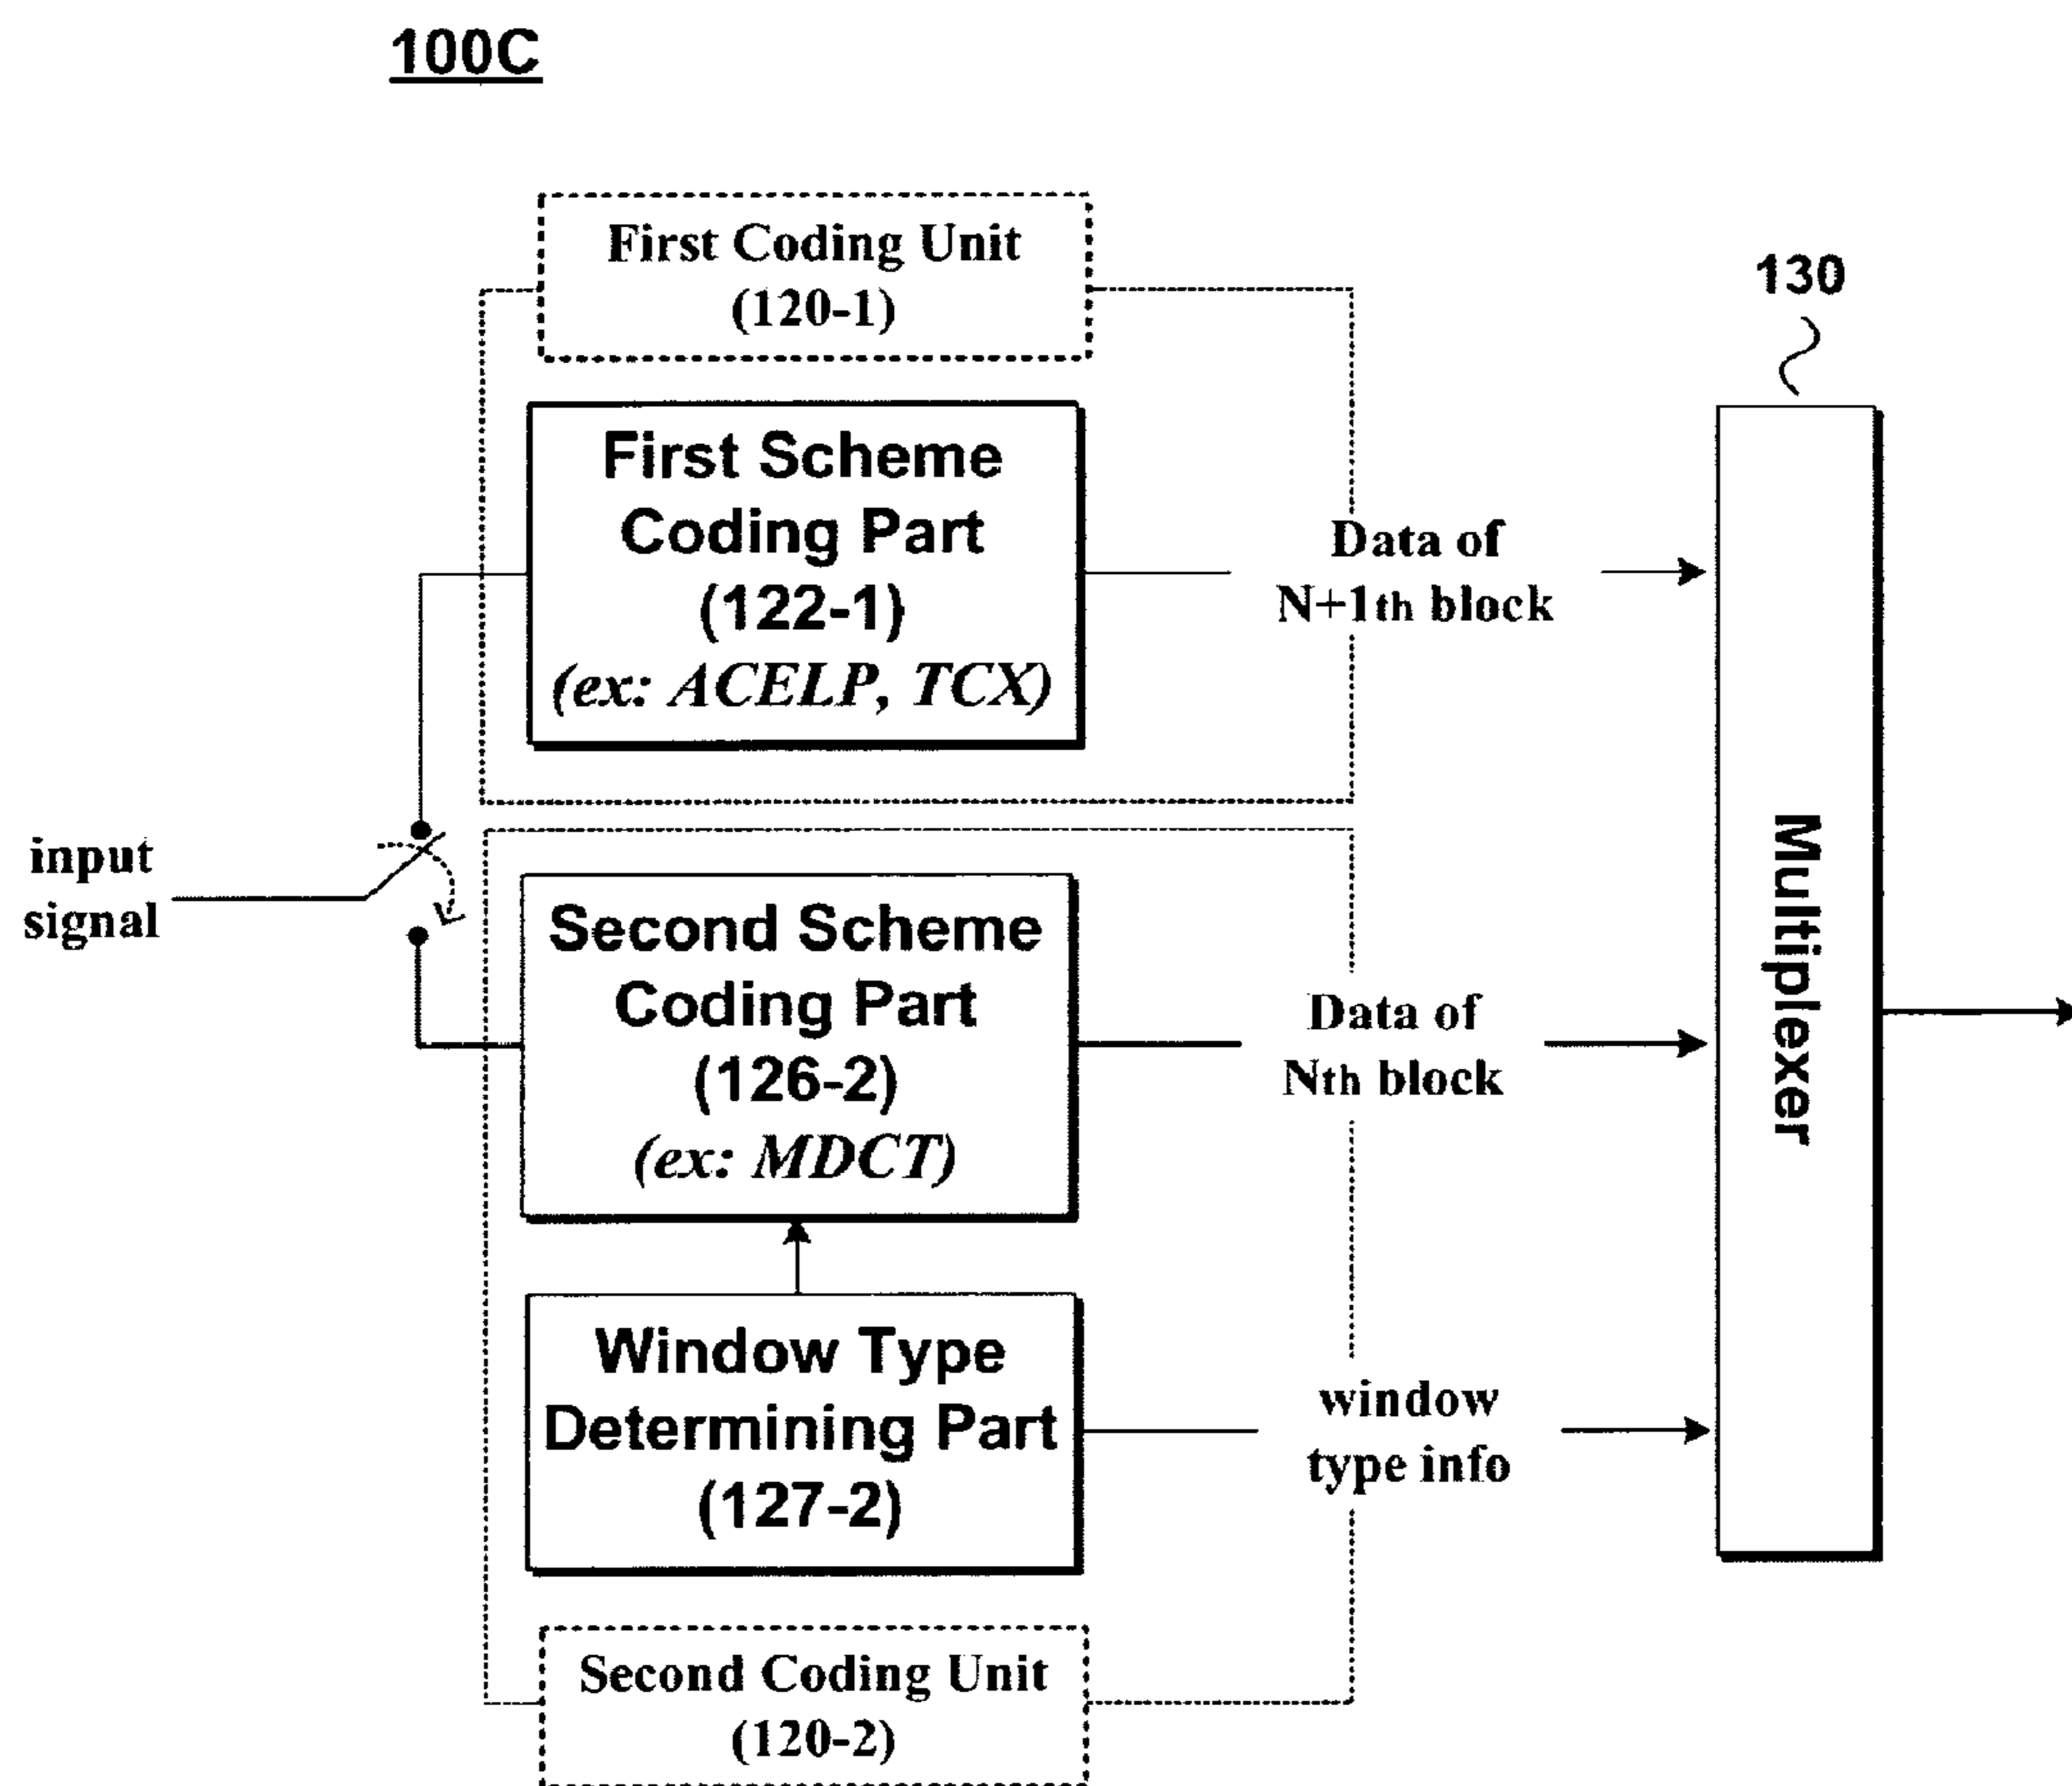 100C
First Coding Unit
(120-1)
130
First Scheme
Coding Part
(122-1)
(ex: ACELP, TCX)
Data of
N+1th block
input
signal
Second Scheme
Coding Part
(126-2)
(ex: MDCT)
Data of
Nth block
Multiplexer
Window Type
Determining Part
(127-2)
window
type info
Second Coding Unit
(120-2)